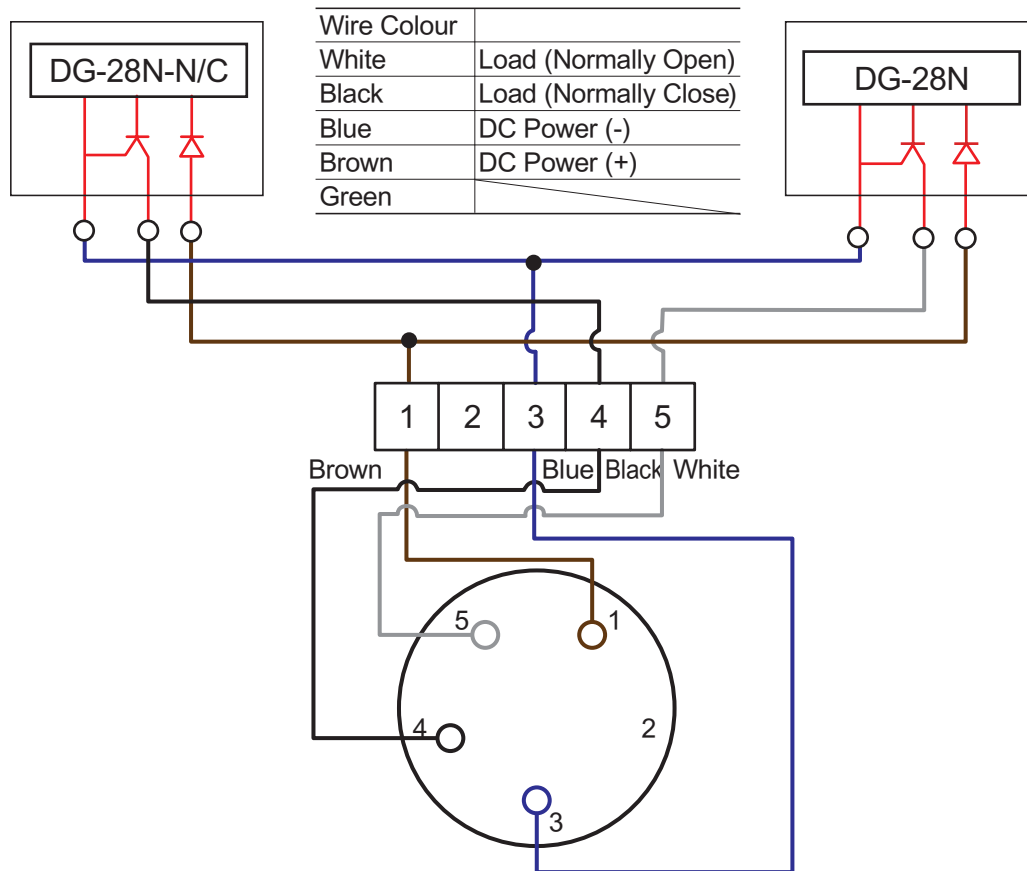 DG-28N-N/C
Wire Colour
White Load (Normally Open)
Black Load (Normally Close)
Blue DC Power (-)
Brown DC Power (+)
Green
DG-28N
1 2 3 4 5
Brown Blue Black White
5 1
4 2
3